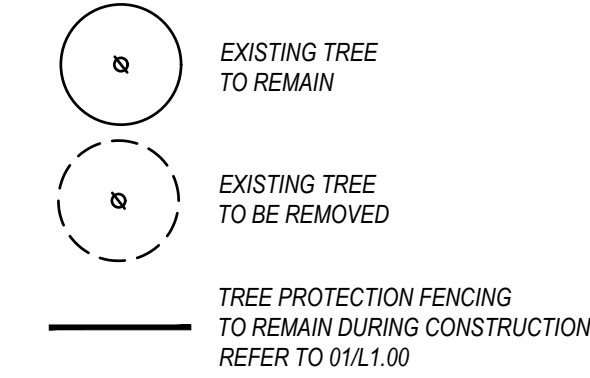 EXISTING TREE
TO REMAIN
EXISTING TREE
TO BE REMOVED
TREE PROTECTION FENCING
TO REMAIN DURING CONSTRUCTION
REFER TO 01/L1.00